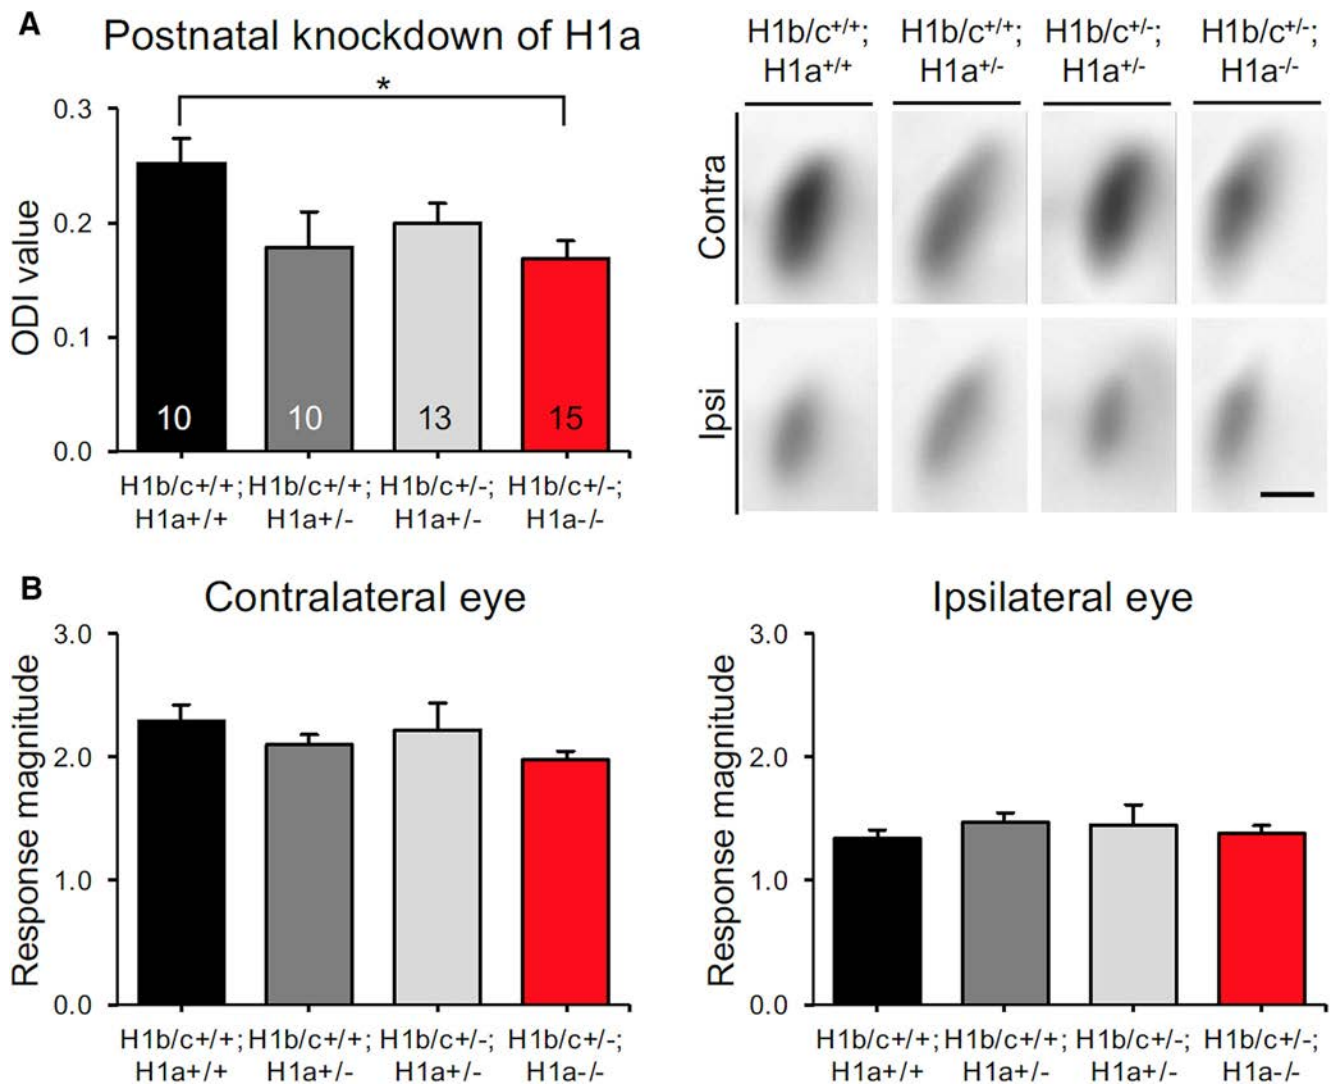 A
Postnatal knockdown of H1a
*
ODI value
0.3
0.2
0.1
0.0
10
10
13
15
H1b/c+/+; H1b/c+/+; H1b/c+/-; H1b/c+/-;
H1a+/+ H1a+/- H1a+/- H1a-/-
H1b/c+/+; H1b/c+/+; H1b/c+/-; H1b/c+/-;
H1a+/+ H1a+/- H1a+/- H1a-/-
Contra
Ipsi
B
Contralateral eye
Response magnitude
3.0
2.0
1.0
0.0
H1b/c+/+; H1b/c+/+; H1b/c+/-; H1b/c+/-;
H1a+/+ H1a+/- H1a+/- H1a-/-
Ipsilateral eye
Response magnitude
3.0
2.0
1.0
0.0
H1b/c+/+; H1b/c+/+; H1b/c+/-; H1b/c+/-;
H1a+/+ H1a+/- H1a+/- H1a-/-